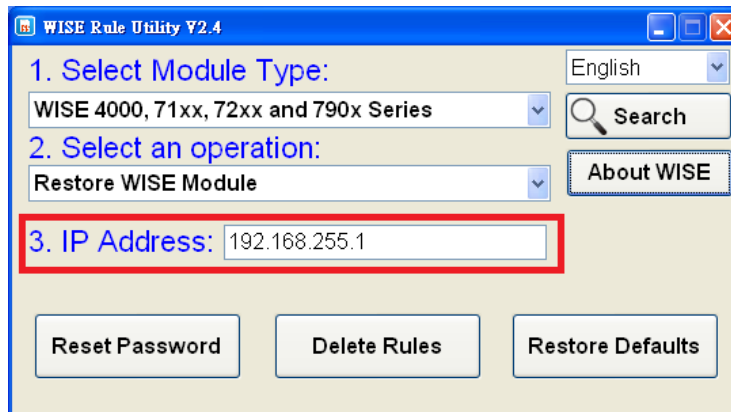 WISE Rule Utility V2.4
1. Select Module Type:
English
WISE 4000, 71xx, 72xx and 790x Series
Search
2. Select an operation:
About WISE
Restore WISE Module
3. IP Address: 192.168.255.1
Reset Password
Delete Rules
Restore Defaults